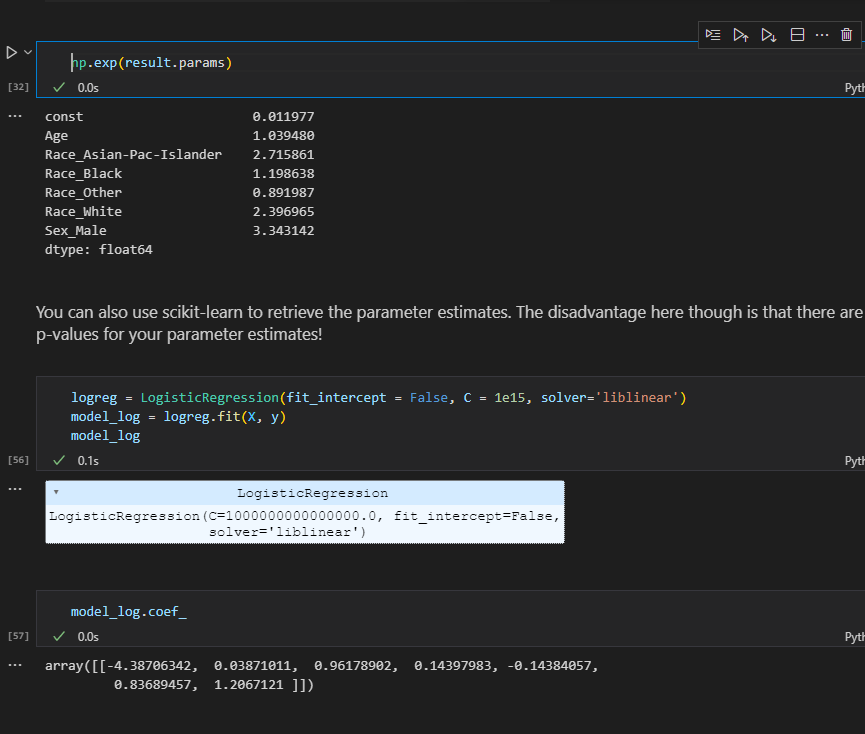 np.exp(result.params)
[32] 0.0s Pyth
... const 0.011977
Age 1.039480
Race_Asian-Pac-Islander 2.715861
Race_Black 1.198638
Race_Other 0.891987
Race_White 2.396965
Sex_Male 3.343142
dtype: float64
You can also use scikit-learn to retrieve the parameter estimates. The disadvantage here though is that there are
p-values for your parameter estimates!
logreg = LogisticRegression(fit_intercept = False, C = 1e15, solver='liblinear')
model_log = logreg.fit(X, y)
model_log
[56] 0.1s Pyth
... LogisticRegression
LogisticRegression(C=1000000000000000.0, fit_intercept=False,
solver='liblinear')
model_log.coef_
[57] 0.0s Pyth
... array([[-4.38706342, 0.03871011, 0.96178902, 0.14397983, -0.14384057,
0.83689457, 1.2067121 ]])